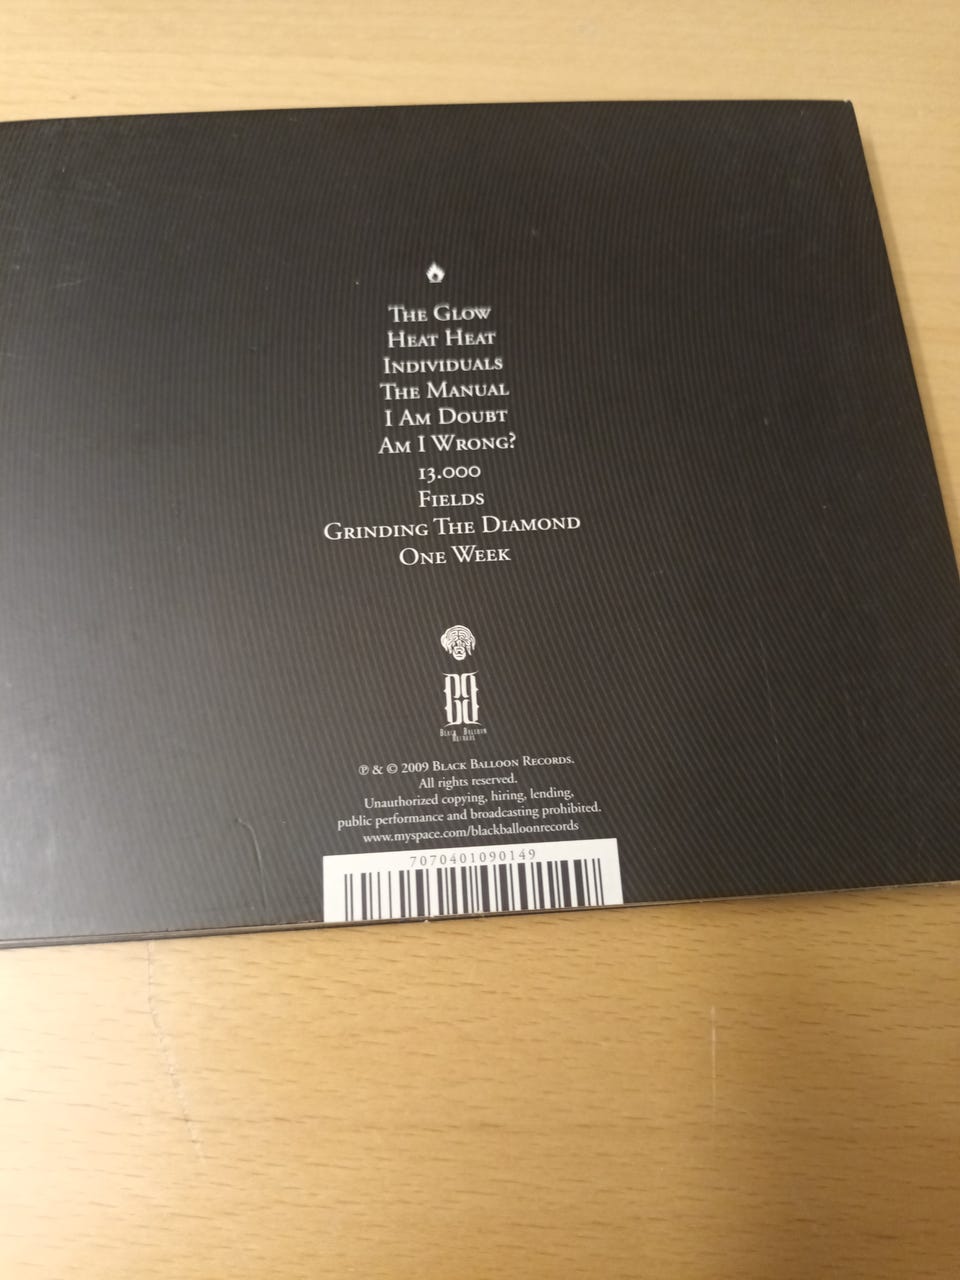 The Glow
Heat Heat
Individuals
The Manual
I Am Doubt
Am I Wrong?
13.000
Fields
Grinding The Diamond
One Week
Black Balloon
Records
℗ & © 2009 Black Balloon Records.
All rights reserved.
Unauthorized copying, hiring, lending,
public performance and broadcasting prohibited.
www.myspace.com/blackballoonrecords
7070401090149